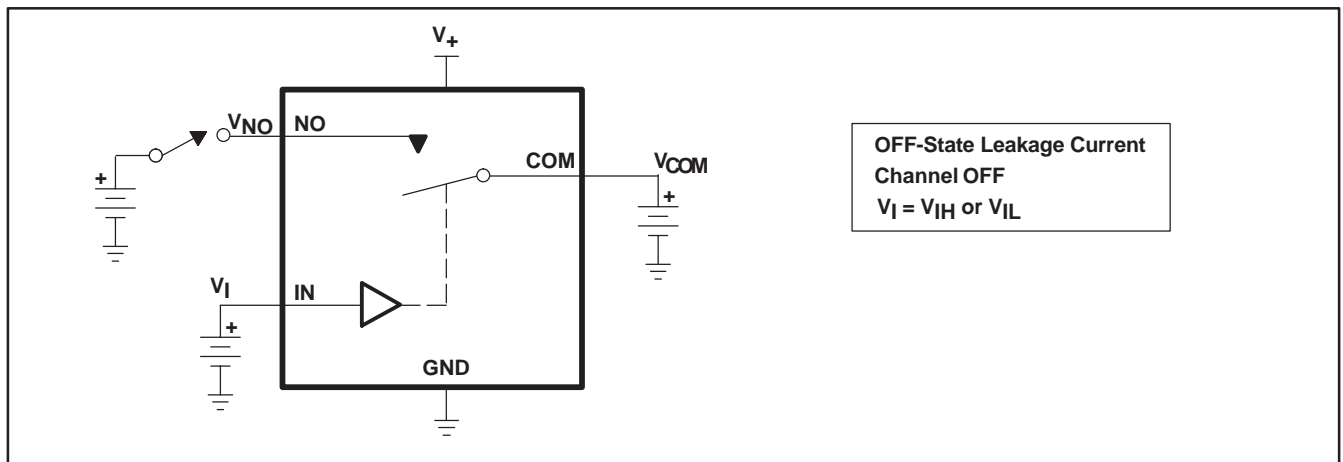 V+
VNO NO
+
COM VCOM
+
VI IN
+
GND
OFF-State Leakage Current
Channel OFF
VI = VIH or VIL